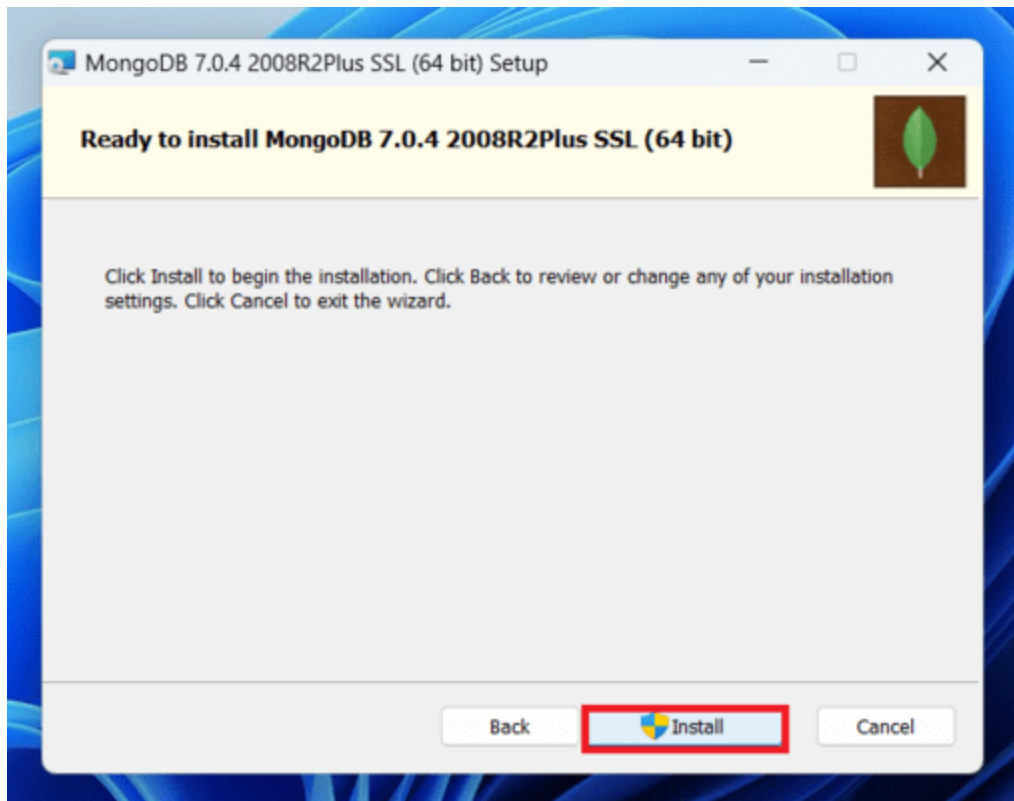 MongoDB 7.0.4 2008R2Plus SSL (64 bit) Setup
Ready to install MongoDB 7.0.4 2008R2Plus SSL (64 bit)
Click Install to begin the installation. Click Back to review or change any of your installation
settings. Click Cancel to exit the wizard.
Back
Install
Cancel